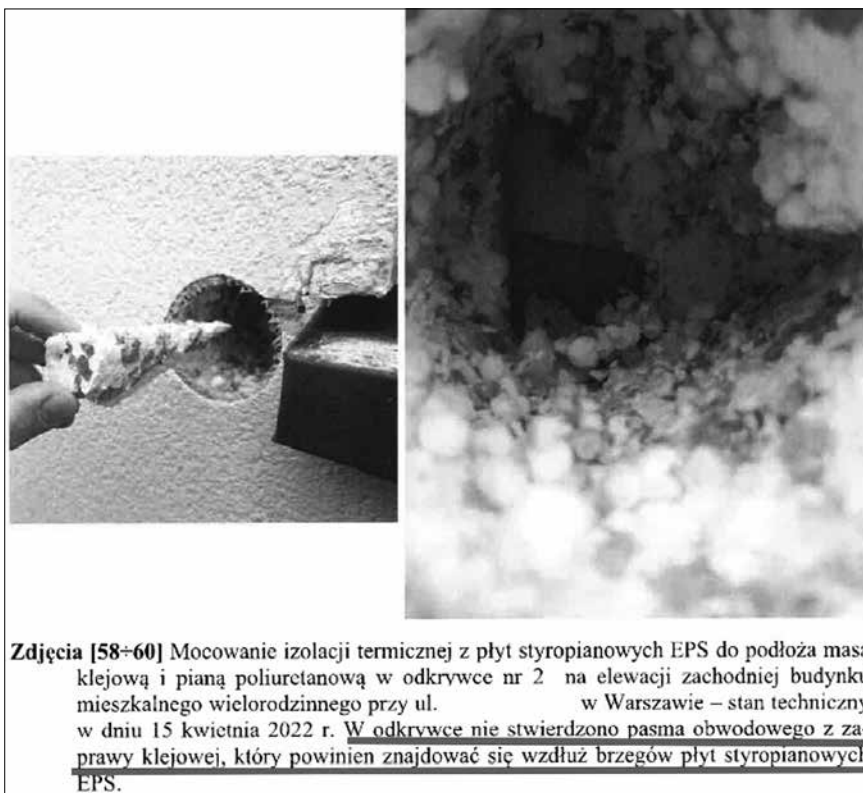 Zdjęcia [58÷60] Mocowanie izolacji termicznej z płyt styropianowych EPS do podłoża masą
klejową i pianą poliuretanową w odkrywce nr 2 na elewacji zachodniej budynku
mieszkalnego wielorodzinnego przy ul. w Warszawie – stan techniczny
w dniu 15 kwietnia 2022 r. W odkrywce nie stwierdzono pasma obwodowego z za-
prawy klejowej, który powinien znajdować się wzdłuż brzegów płyt styropianowych
EPS.